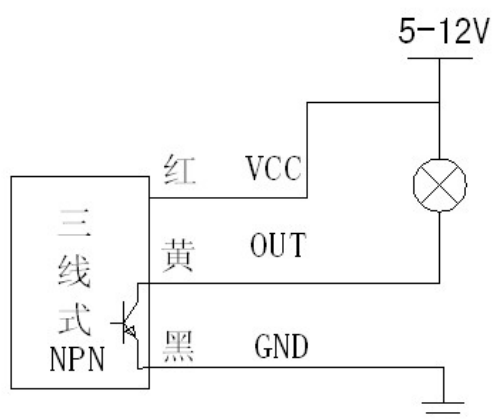 5-12V
红 VCC
黄 OUT
黑 GND
三
线
式
NPN